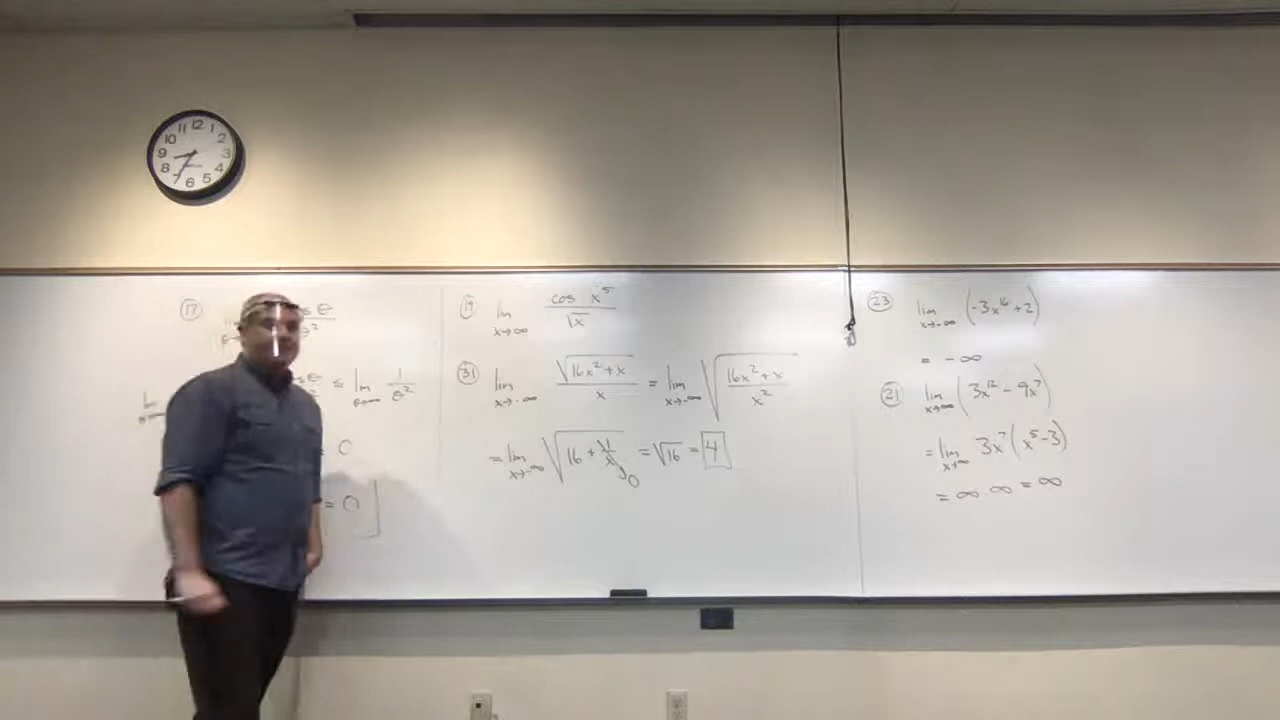 12
1
2
3
4
5
6
8
9
10
11
⑰ s θ / θ²
lim
s θ ≤ lim θ→∞ 1/θ²
= 0
= 0
⑲ lim x→∞ cos x⁵ / √x
㉛ lim x→-∞ √(16x²+x) / x = lim x→-∞ √((16x²+x) / x²)
= lim x→-∞ √(16 + 1/x) 0 = √16 = 4
㉓ lim x→-∞ (-3x¹⁶+2)
= -∞
㉑ lim x→∞ (3x¹² - 9x⁷)
= lim x→∞ 3x⁷ (x⁵-3)
= ∞ · ∞ = ∞